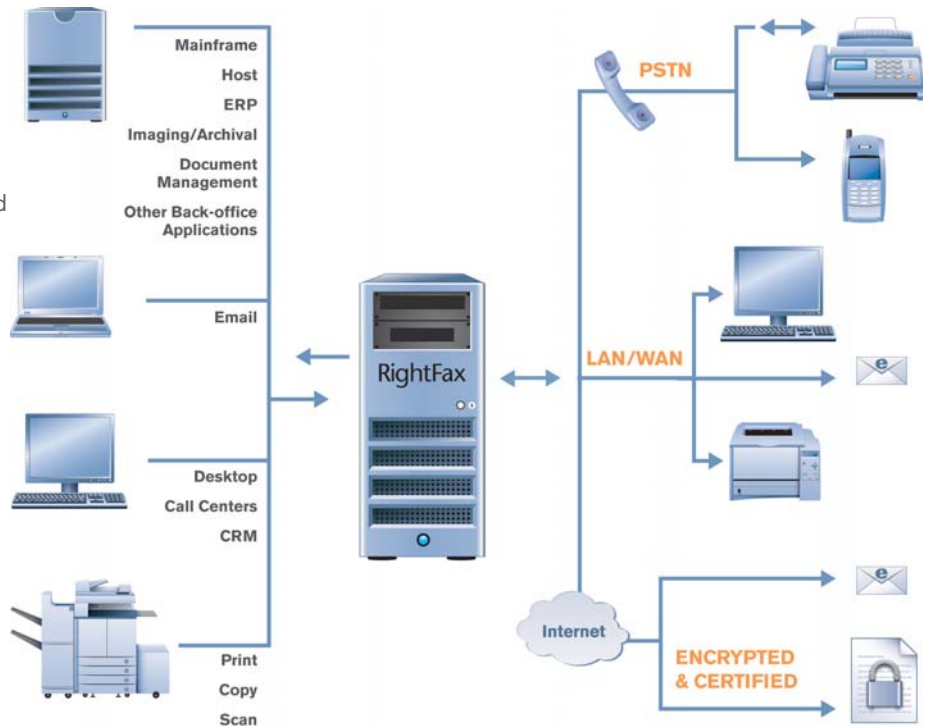 Mainframe
Host
ERP
Imaging/Archival
Document
Management
Other Back-office
Applications
d
Email
Desktop
Call Centers
CRM
Print
Copy
Scan
RightFax
PSTN
LAN/WAN
Internet
ENCRYPTED
& CERTIFIED
e
e